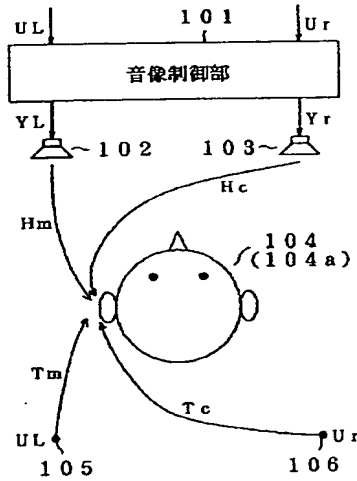 UL 101 Ur
音像制御部
YL Yr
102 103
Hm Hc
104
(104a)
Tm Tc
UL Ur
105 106